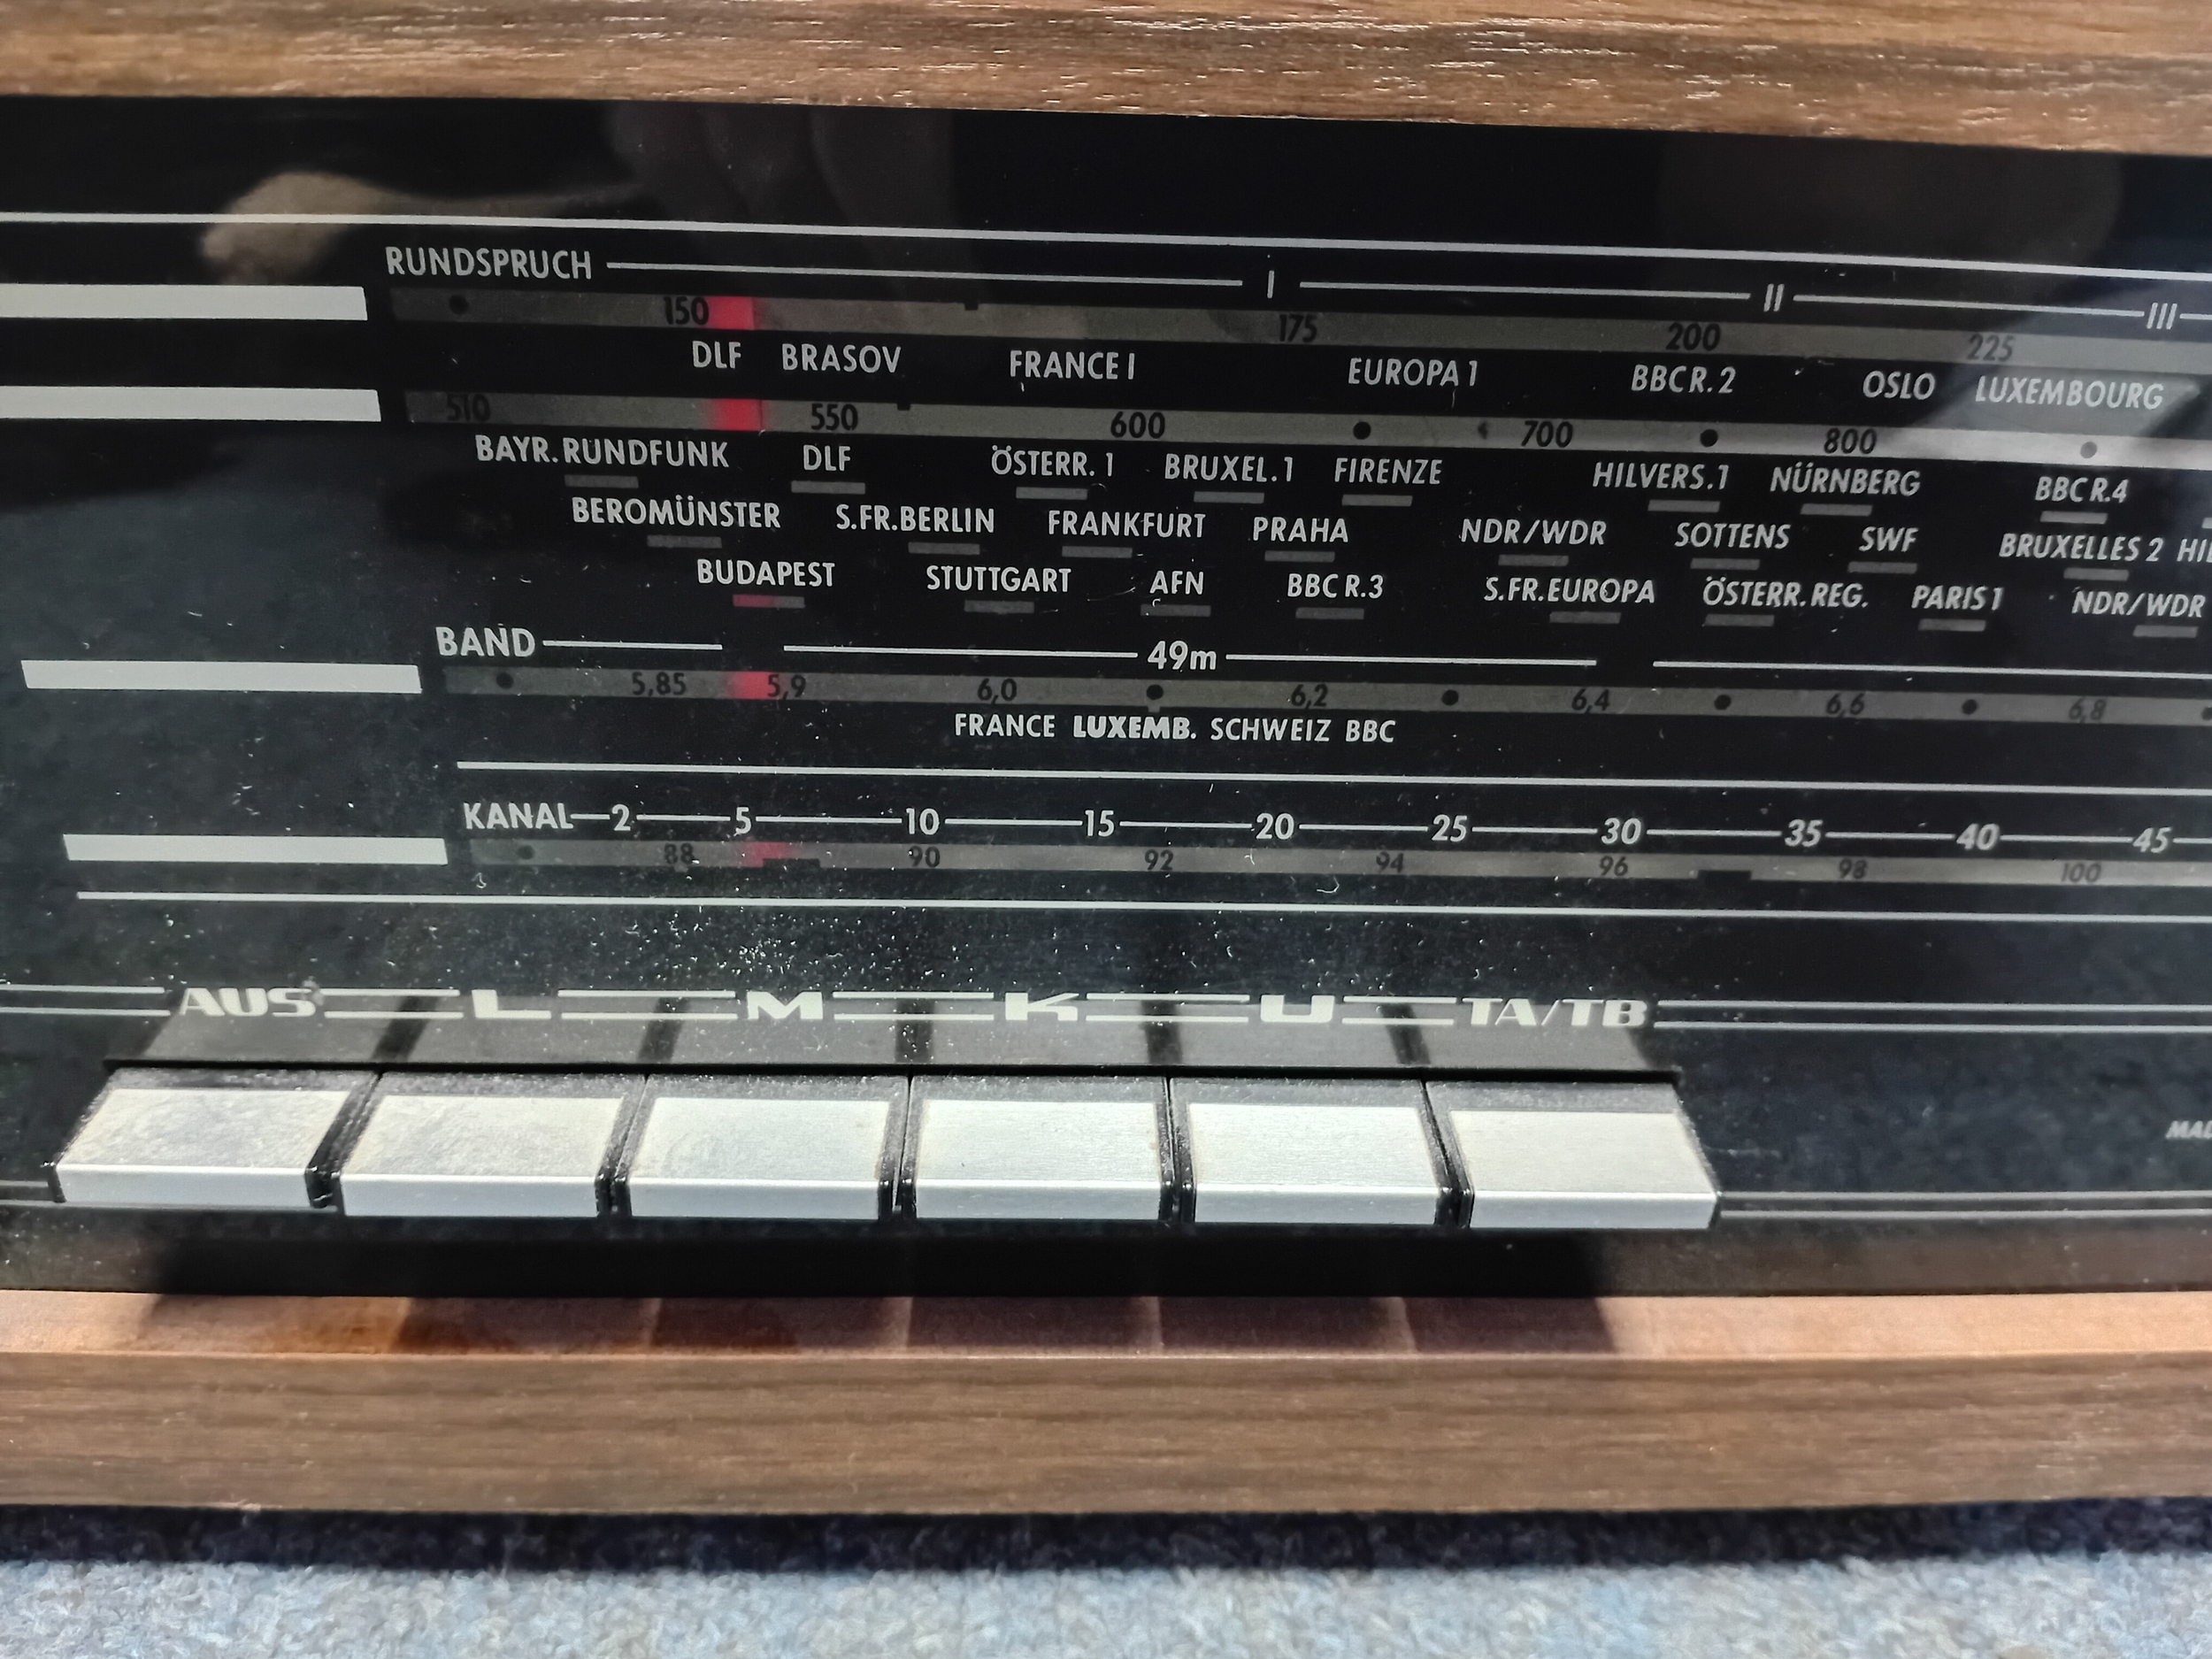 RUNDSPRUCH I II III
150 175 200 225
DLF BRASOV FRANCE I EUROPA 1 BBC R. 2 OSLO LUXEMBOURG
510 550 600 700 800
BAYR. RUNDFUNK DLF ÖSTERR. 1 BRUXEL. 1 FIRENZE HILVERS. 1 NÜRNBERG BBC R.4
BEROMÜNSTER S.FR.BERLIN FRANKFURT PRAHA NDR/WDR SOTTENS SWF BRUXELLES 2
BUDAPEST STUTTGART AFN BBC R.3 S.FR.EUROPA ÖSTERR. REG. PARIS 1 NDR/WDR
BAND 49m
5,85 5,9 6,0 6,2 6,4 6,6 6,8
FRANCE LUXEMB. SCHWEIZ BBC
KANAL 2 5 10 15 20 25 30 35 40 45
88 90 92 94 96 98 100
AUS L M K U TA/TB